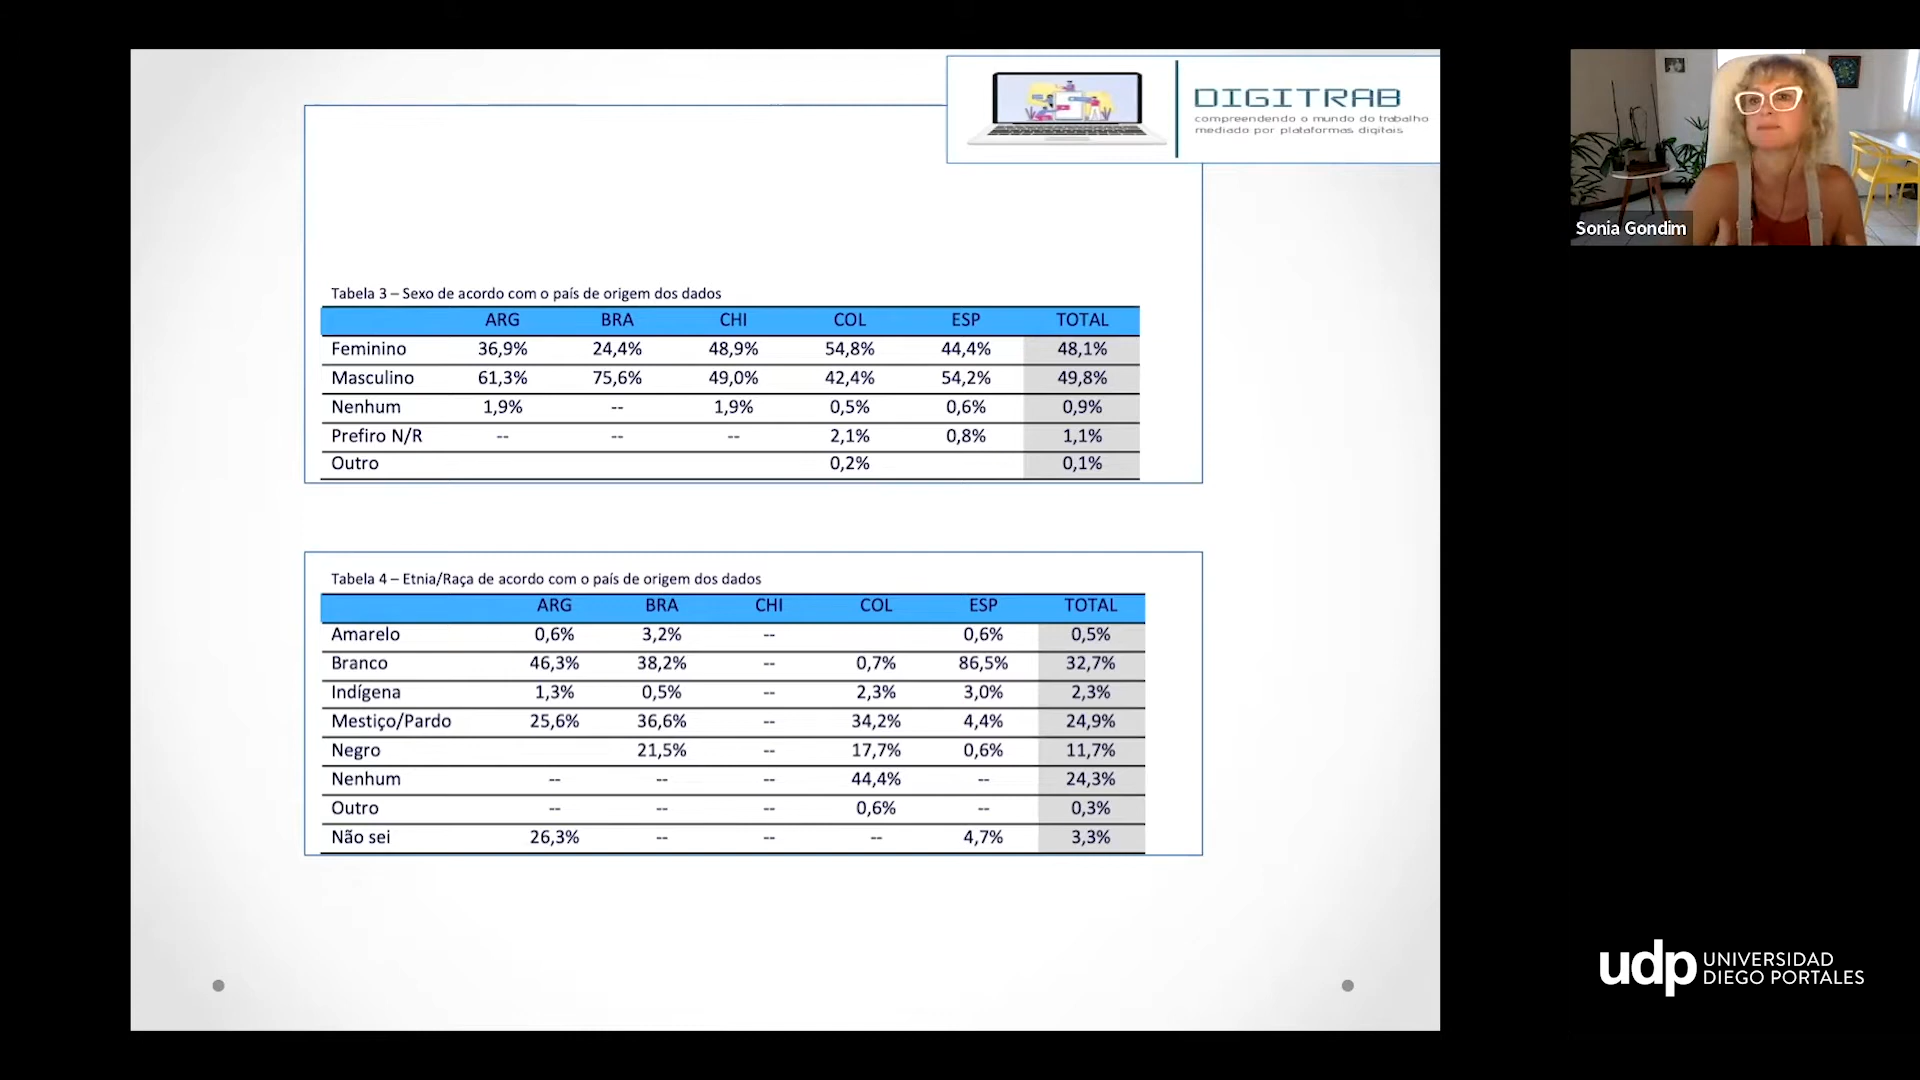 DIGITRAB
compreendendo o mundo do trabalho
mediado por plataformas digitais
Sonia Gondim
Tabela 3 – Sexo de acordo com o país de origem dos dados
ARG BRA CHI COL ESP TOTAL
Feminino 36,9% 24,4% 48,9% 54,8% 44,4% 48,1%
Masculino 61,3% 75,6% 49,0% 42,4% 54,2% 49,8%
Nenhum 1,9% -- 1,9% 0,5% 0,6% 0,9%
Prefiro N/R -- -- -- 2,1% 0,8% 1,1%
Outro 0,2% 0,1%
Tabela 4 – Etnia/Raça de acordo com o país de origem dos dados
ARG BRA CHI COL ESP TOTAL
Amarelo 0,6% 3,2% -- 0,6% 0,5%
Branco 46,3% 38,2% -- 0,7% 86,5% 32,7%
Indígena 1,3% 0,5% -- 2,3% 3,0% 2,3%
Mestiço/Pardo 25,6% 36,6% -- 34,2% 4,4% 24,9%
Negro 21,5% -- 17,7% 0,6% 11,7%
Nenhum -- -- -- 44,4% -- 24,3%
Outro -- -- -- 0,6% -- 0,3%
Não sei 26,3% -- -- -- 4,7% 3,3%
udp UNIVERSIDAD
DIEGO PORTALES